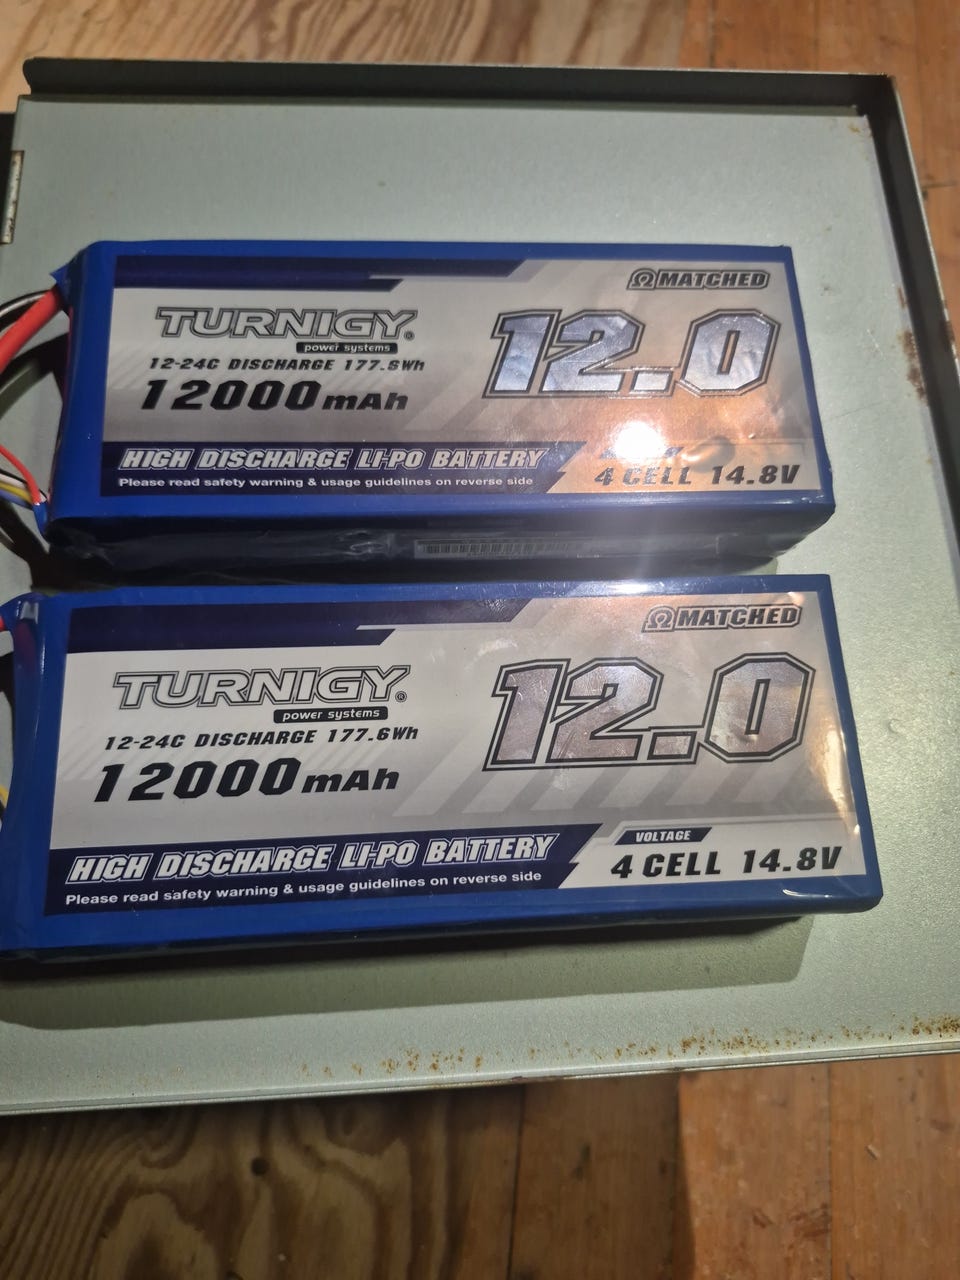 Ω MATCHED
TURNIGY®
power systems
12-24C DISCHARGE 177.6Wh
12000mAh
12.0
HIGH DISCHARGE LI-PO BATTERY
Please read safety warning & usage guidelines on reverse side
4 CELL 14.8V
Ω MATCHED
TURNIGY®
power systems
12-24C DISCHARGE 177.6Wh
12000mAh
12.0
HIGH DISCHARGE LI-PO BATTERY
Please read safety warning & usage guidelines on reverse side
VOLTAGE
4 CELL 14.8V